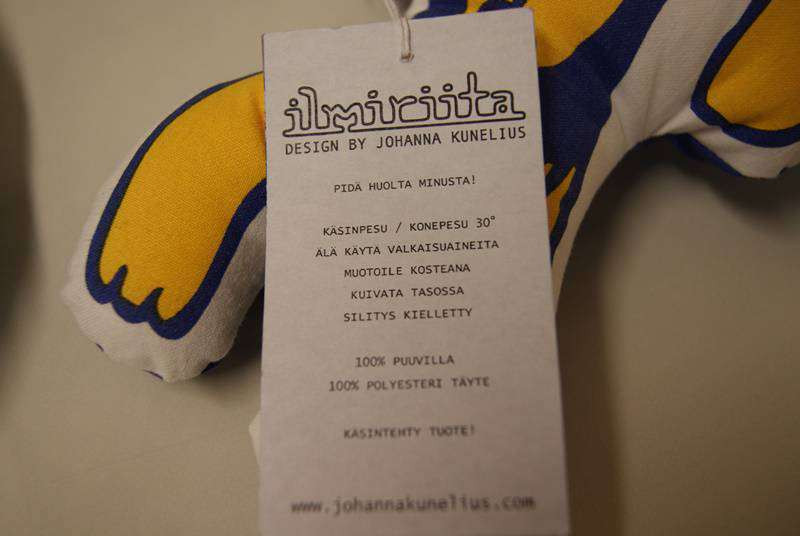 ilmiriita
DESIGN BY JOHANNA KUNELIUS
PIDÄ HUOLTA MINUSTA!
KÄSINPESU / KONEPESU 30°
ÄLÄ KÄYTÄ VALKAISUAINEITA
MUOTOILE KOSTEANA
KUIVATA TASOSSA
SILITYS KIELLETTY
100% PUUVILLA
100% POLYESTERI TÄYTE
KÄSINTEHTY TUOTE!
www.johannakunelius.com